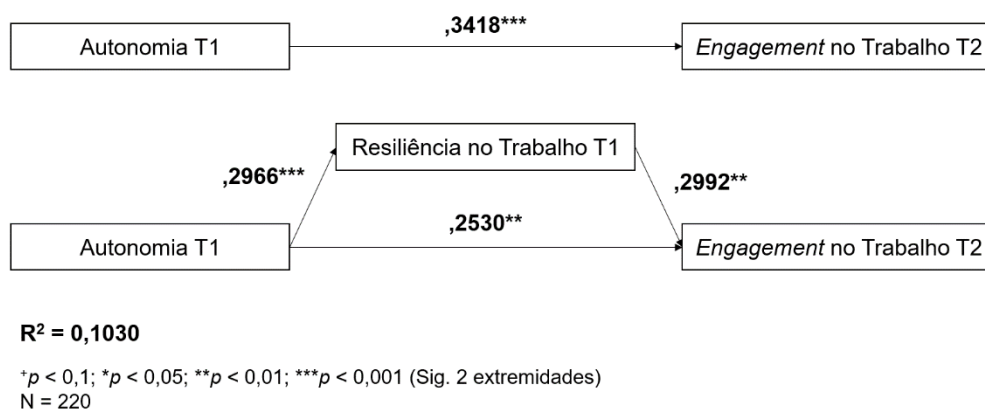 ,3418***
Autonomia T1
Engagement no Trabalho T2
Resiliência no Trabalho T1
,2966***
,2992**
,2530**
Autonomia T1
Engagement no Trabalho T2
R² = 0,1030
⁺p < 0,1; *p < 0,05; **p < 0,01; ***p < 0,001 (Sig. 2 extremidades)
N = 220